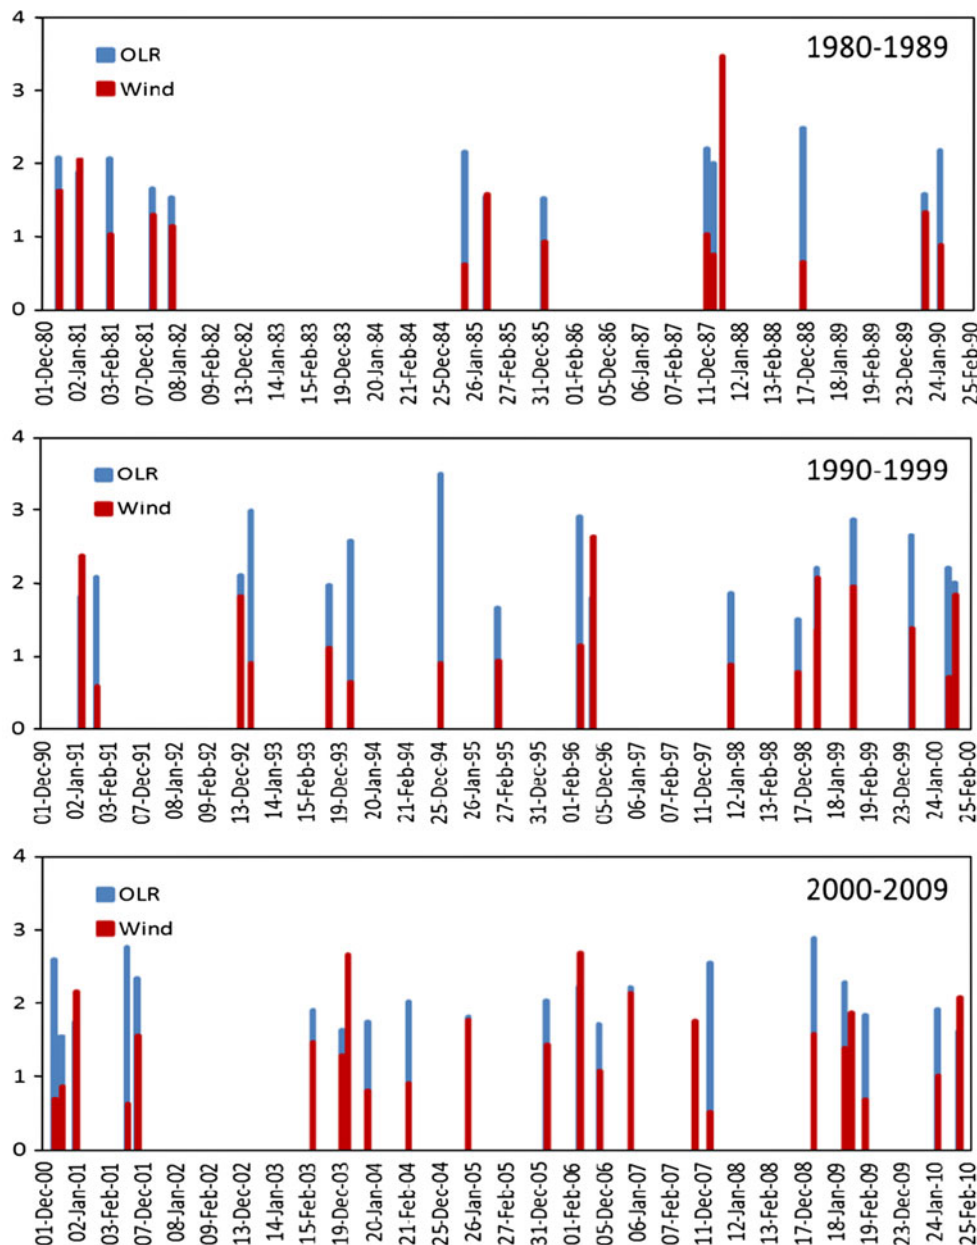 4
3
2
1
0
OLR
Wind
1980-1989
01-Dec-80
02-Jan-81
03-Feb-81
07-Dec-81
08-Jan-82
09-Feb-82
13-Dec-82
14-Jan-83
15-Feb-83
19-Dec-83
20-Jan-84
21-Feb-84
25-Dec-84
26-Jan-85
27-Feb-85
31-Dec-85
01-Feb-86
05-Dec-86
06-Jan-87
07-Feb-87
11-Dec-87
12-Jan-88
13-Feb-88
17-Dec-88
18-Jan-89
19-Feb-89
23-Dec-89
24-Jan-90
25-Feb-90
4
3
2
1
0
OLR
Wind
1990-1999
01-Dec-90
02-Jan-91
03-Feb-91
07-Dec-91
08-Jan-92
09-Feb-92
13-Dec-92
14-Jan-93
15-Feb-93
19-Dec-93
20-Jan-94
21-Feb-94
25-Dec-94
26-Jan-95
27-Feb-95
31-Dec-95
01-Feb-96
05-Dec-96
06-Jan-97
07-Feb-97
11-Dec-97
12-Jan-98
13-Feb-98
17-Dec-98
18-Jan-99
19-Feb-99
23-Dec-99
24-Jan-00
25-Feb-00
4
3
2
1
0
OLR
Wind
2000-2009
01-Dec-00
02-Jan-01
03-Feb-01
07-Dec-01
08-Jan-02
09-Feb-02
13-Dec-02
14-Jan-03
15-Feb-03
19-Dec-03
20-Jan-04
21-Feb-04
25-Dec-04
26-Jan-05
27-Feb-05
31-Dec-05
01-Feb-06
05-Dec-06
06-Jan-07
07-Feb-07
11-Dec-07
12-Jan-08
13-Feb-08
17-Dec-08
18-Jan-09
19-Feb-09
23-Dec-09
24-Jan-10
25-Feb-10